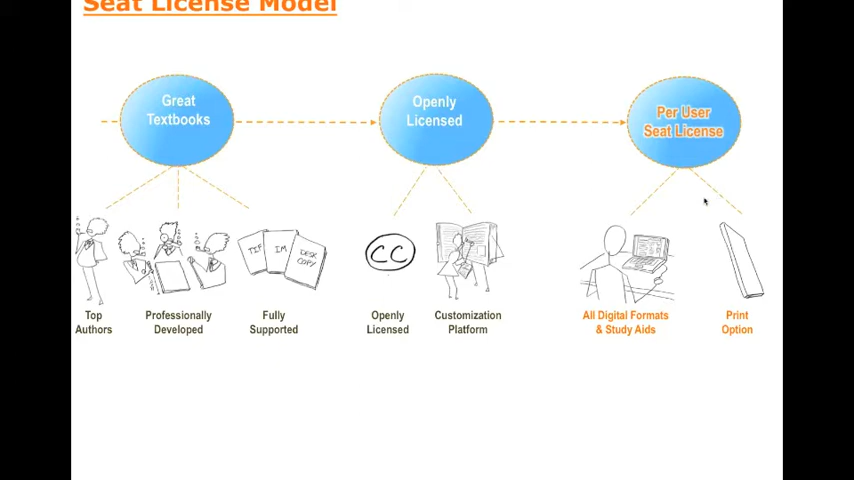 Seat License Model
Great
Textbooks
Openly
Licensed
Per User
Seat License
TIF
IM
DESK
COPY
CC
Top
Authors
Professionally
Developed
Fully
Supported
Openly
Licensed
Customization
Platform
All Digital Formats
& Study Aids
Print
Option